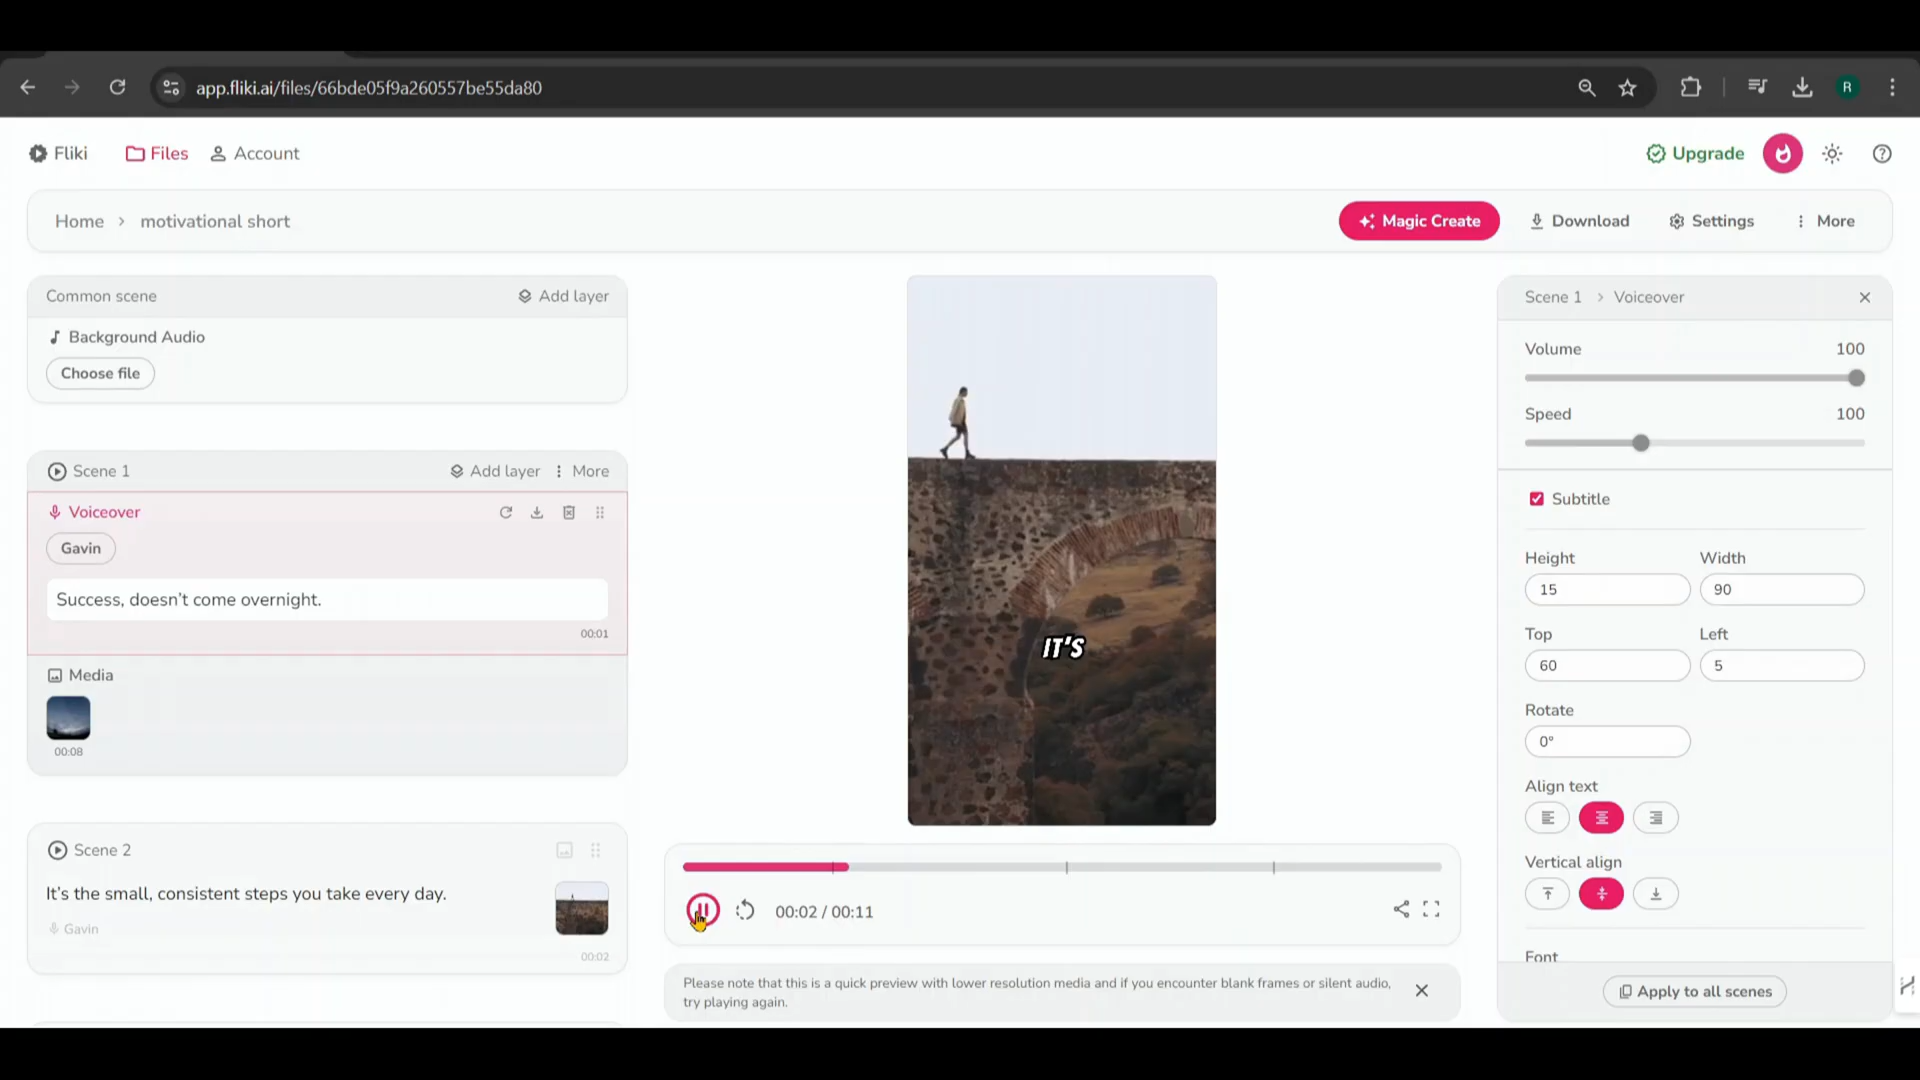 app.fliki.ai/files/66bde05f9a260557be55da80
R
Fliki
Files
Account
Upgrade
Home > motivational short
Magic Create
Download
Settings
More
Common scene
Add layer
Background Audio
Choose file
Scene 1
Add layer
More
Voiceover
Gavin
Success, doesn’t come overnight.
00:01
Media
00:08
Scene 2
It’s the small, consistent steps you take every day.
Gavin
00:02
IT'S
00:02 / 00:11
Please note that this is a quick preview with lower resolution media and if you encounter blank frames or silent audio,
try playing again.
Scene 1 > Voiceover
Volume 100
Speed 100
Subtitle
Height Width
15 90
Top Left
60 5
Rotate
0°
Align text
Vertical align
Font
Apply to all scenes